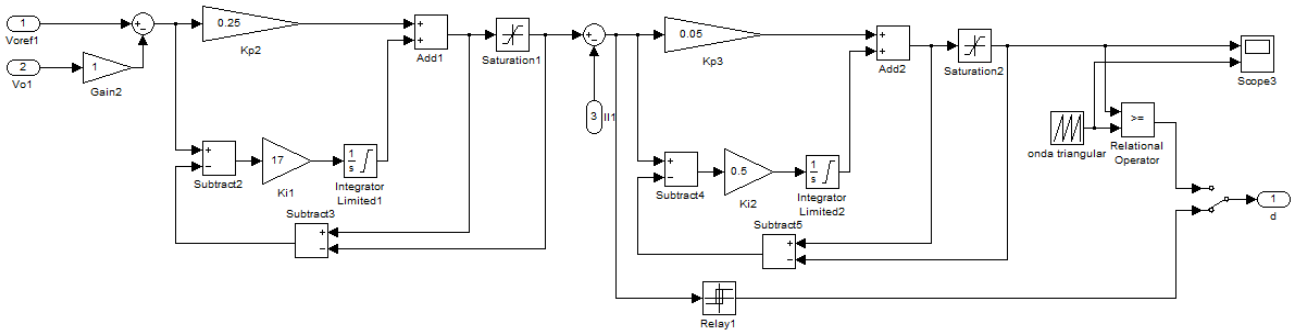 1
Voref1
2
Vo1
1
Gain2
+
−
0.25
Kp2
+
+
Add1
Saturation1
+
−
Subtract2
17
Ki1
1
s
Integrator
Limited1
Subtract3
+
−
+
−
3
Il1
0.05
Kp3
+
+
Add2
Saturation2
+
−
Subtract4
0.5
Ki2
1
s
Integrator
Limited2
Subtract5
+
−
Relay1
onda triangular
>=
Relational
Operator
Scope3
1
d